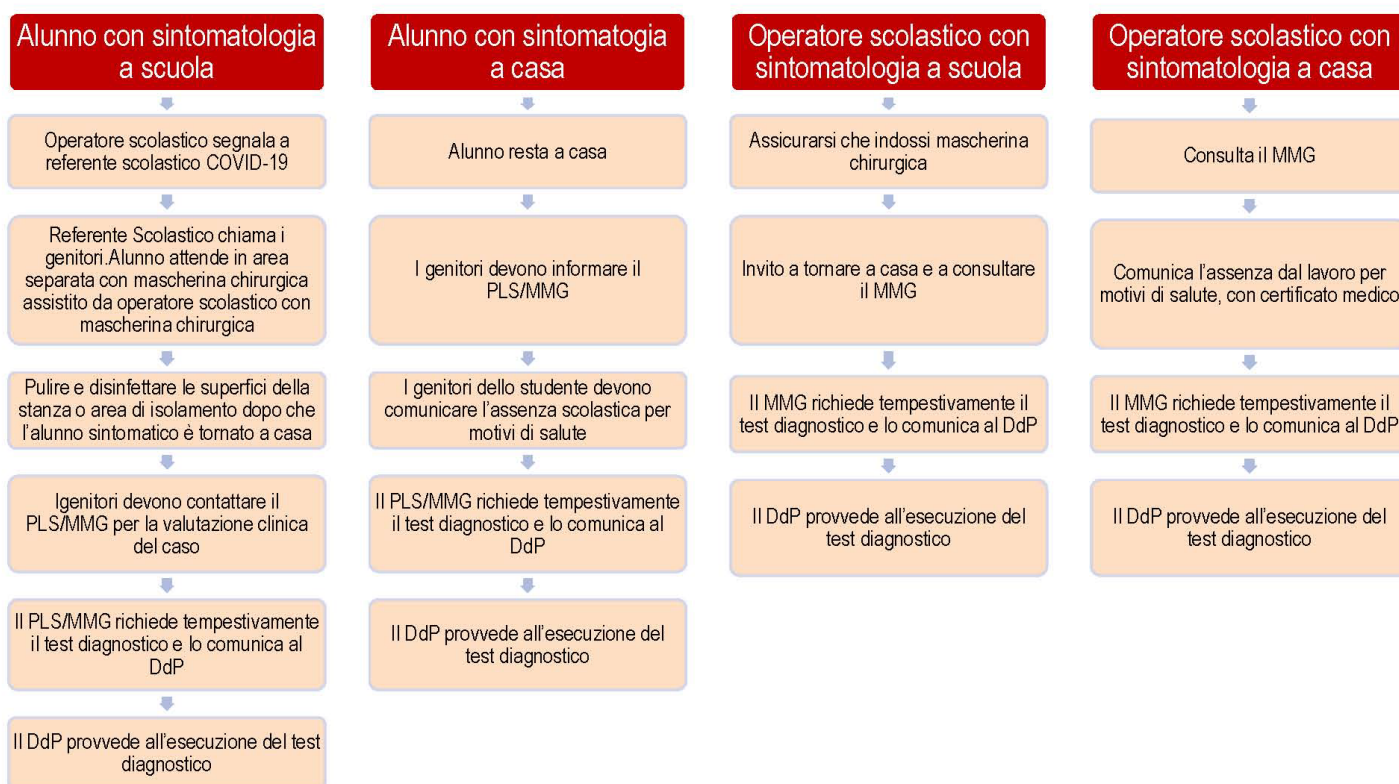 Alunno con sintomatologia
a scuola
Operatore scolastico segnala a
referente scolastico COVID-19
Referente Scolastico chiama i
genitori.Alunno attende in area
separata con mascherina chirurgica
assistito da operatore scolastico con
mascherina chirurgica
Pulire e disinfettare le superfici della
stanza o area di isolamento dopo che
l'alunno sintomatico è tornato a casa
Igenitori devono contattare il
PLS/MMG per la valutazione clinica
del caso
Il PLS/MMG richiede tempestivamente
il test diagnostico e lo comunica al
DdP
Il DdP provvede all'esecuzione del test
diagnostico
Alunno con sintomatogia
a casa
Alunno resta a casa
I genitori devono informare il
PLS/MMG
I genitori dello studente devono
comunicare l'assenza scolastica per
motivi di salute
Il PLS/MMG richiede tempestivamente
il test diagnostico e lo comunica al
DdP
Il DdP provvede all'esecuzione del
test diagnostico
Operatore scolastico con
sintomatologia a scuola
Assicurarsi che indossi mascherina
chirurgica
Invito a tornare a casa e a consultare
il MMG
Il MMG richiede tempestivamente il
test diagnostico e lo comunica al DdP
Il DdP provvede all'esecuzione del
test diagnostico
Operatore scolastico con
sintomatologia a casa
Consulta il MMG
Comunica l'assenza dal lavoro per
motivi di salute, con certificato medico
Il MMG richiede tempestivamente il
test diagnostico e lo comunica al DdP
Il DdP provvede all'esecuzione del
test diagnostico